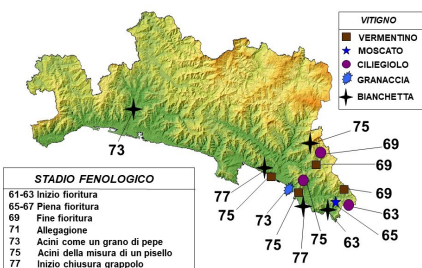 VITIGNO
VERMENTINO
MOSCATO
CILIEGIOLO
GRANACCIA
BIANCHETTA
75
69
69
73
77
75
69
73
63
75
75
65
77
63
STADIO FENOLOGICO
61-63 Inizio fioritura
65-67 Piena fioritura
69 Fine fioritura
71 Allegagione
73 Acini come un grano di pepe
75 Acini della misura di un pisello
77 Inizio chiusura grappolo